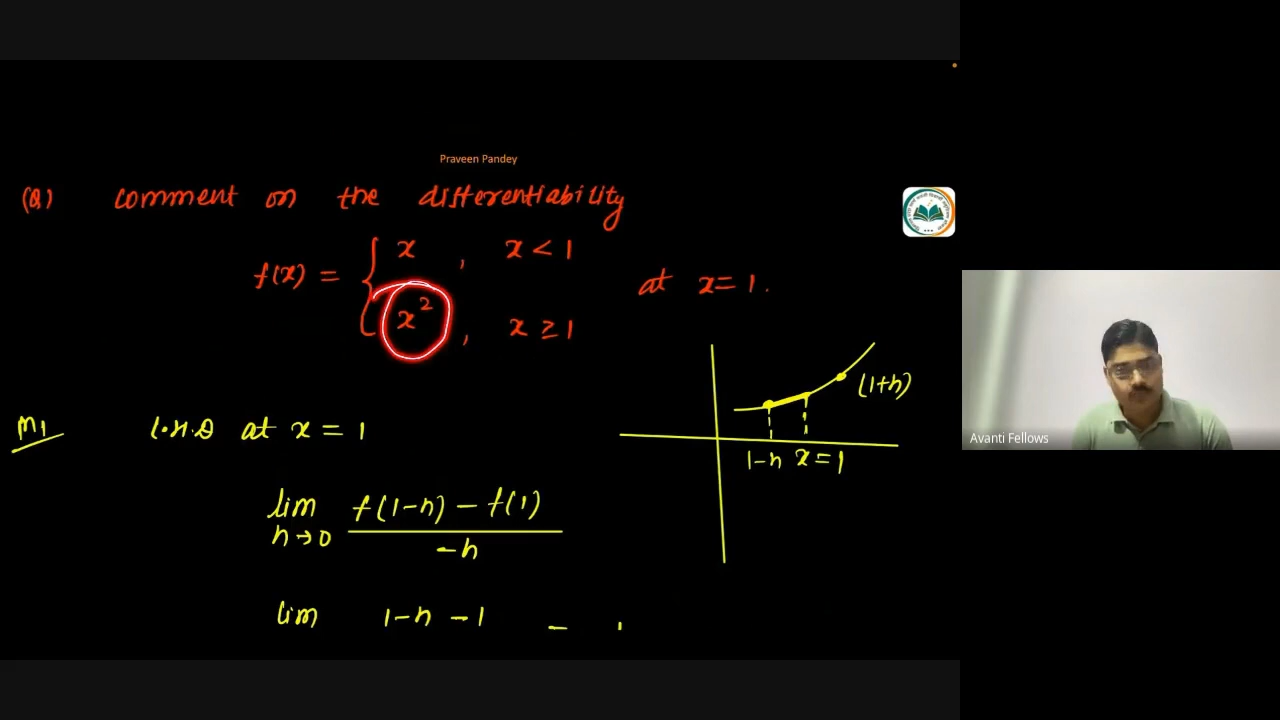 Praveen Pandey
(Q) comment on the differentiability
f(x) = { x , x < 1
x² , x ≥ 1
at x = 1.
(1+h)
1-h x = 1
M1 L.H.D at x = 1
lim h→0 f(1-h) - f(1) / -h
lim 1-h - 1
Avanti Fellows